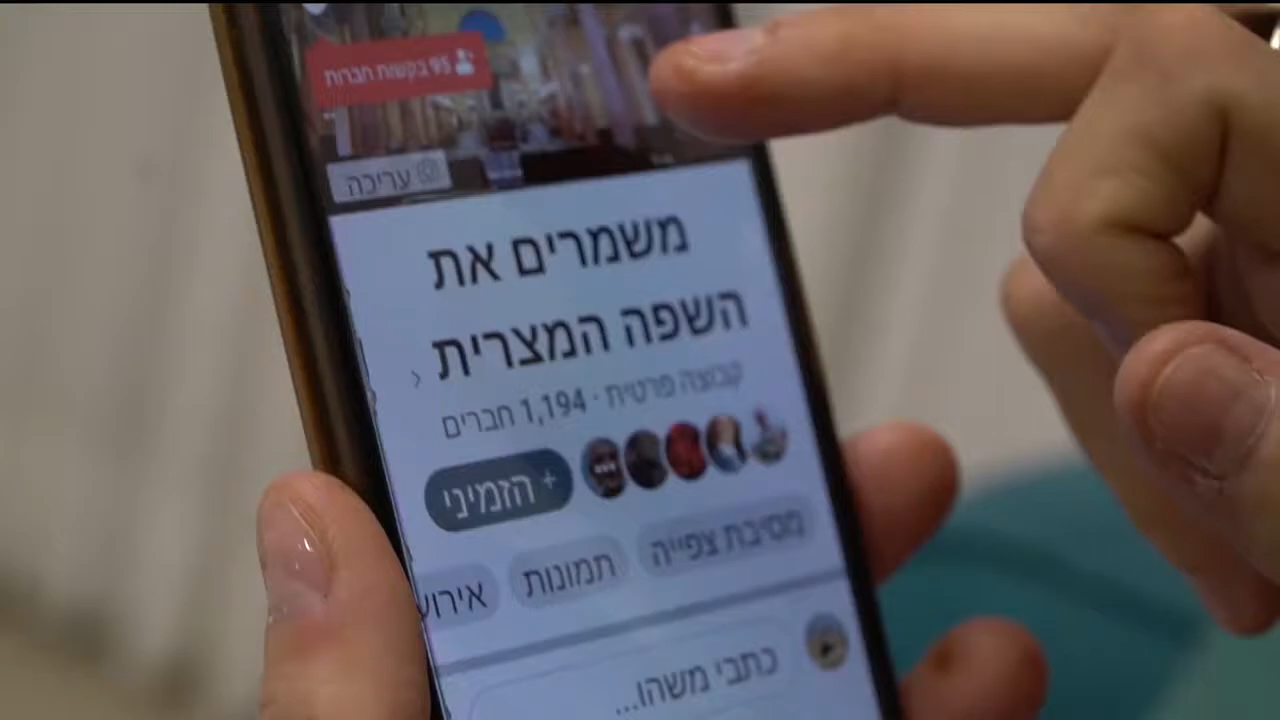 95 בקשות חברות
עריכה
משמרים את
השפה המצרית
קבוצה פרטית · 1,194 חברים
+ הזמיני
מסיבת צפייה
תמונות
אירוע
כתבי משהו...